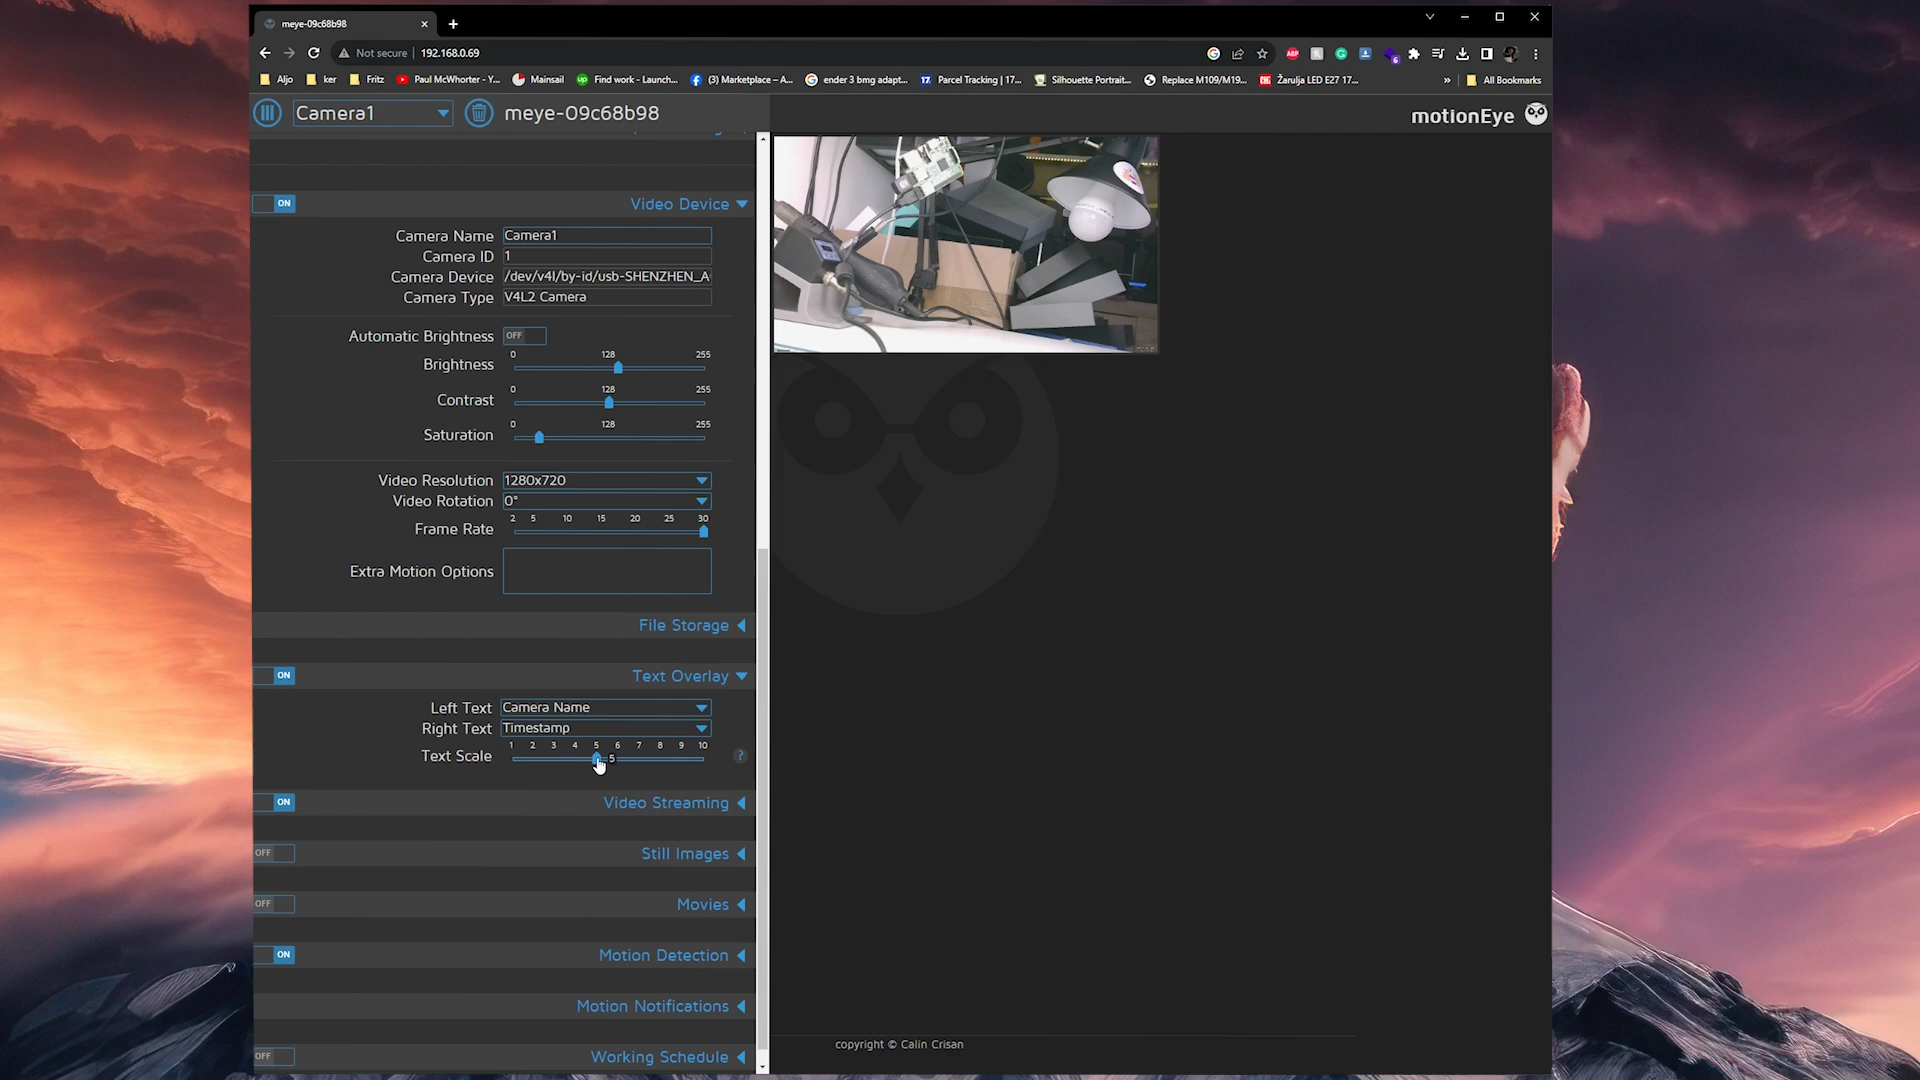 meye-09c68b98
Not secure 192.168.0.69
6
Aljo ker Fritz Paul McWhorter - Y... Mainsail Find work - Launch... (3) Marketplace – A... ender 3 bmg adapt... Parcel Tracking | 17... Silhouette Portrait... Replace M109/M19... Žarulja LED E27 17... » All Bookmarks
Camera1 meye-09c68b98 motionEye
ON Video Device
Camera Name Camera1
Camera ID 1
Camera Device /dev/v4l/by-id/usb-SHENZHEN_A
Camera Type V4L2 Camera
Automatic Brightness OFF
0 128 255
Brightness
0 128 255
Contrast
0 128 255
Saturation
Video Resolution 1280x720
Video Rotation 0°
2 5 10 15 20 25 30
Frame Rate
Extra Motion Options
File Storage
ON Text Overlay
Left Text Camera Name
Right Text Timestamp
1 2 3 4 5 6 7 8 9 10
Text Scale 5 ?
ON Video Streaming
OFF Still Images
OFF Movies
ON Motion Detection
Motion Notifications
OFF Working Schedule
copyright © Calin Crisan